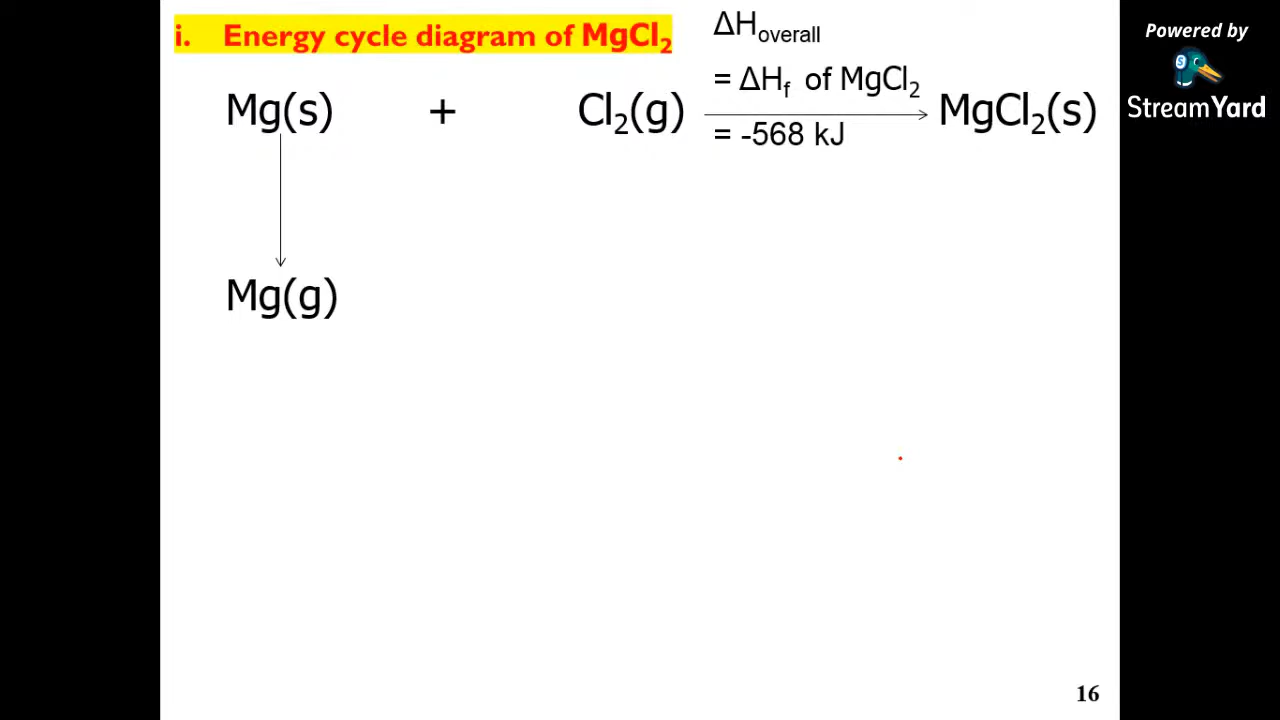 i. Energy cycle diagram of MgCl₂
ΔHoverall
= ΔHf of MgCl₂
Mg(s) + Cl₂(g) MgCl₂(s)
= -568 kJ
Mg(g)
16
Powered by
S
StreamYard